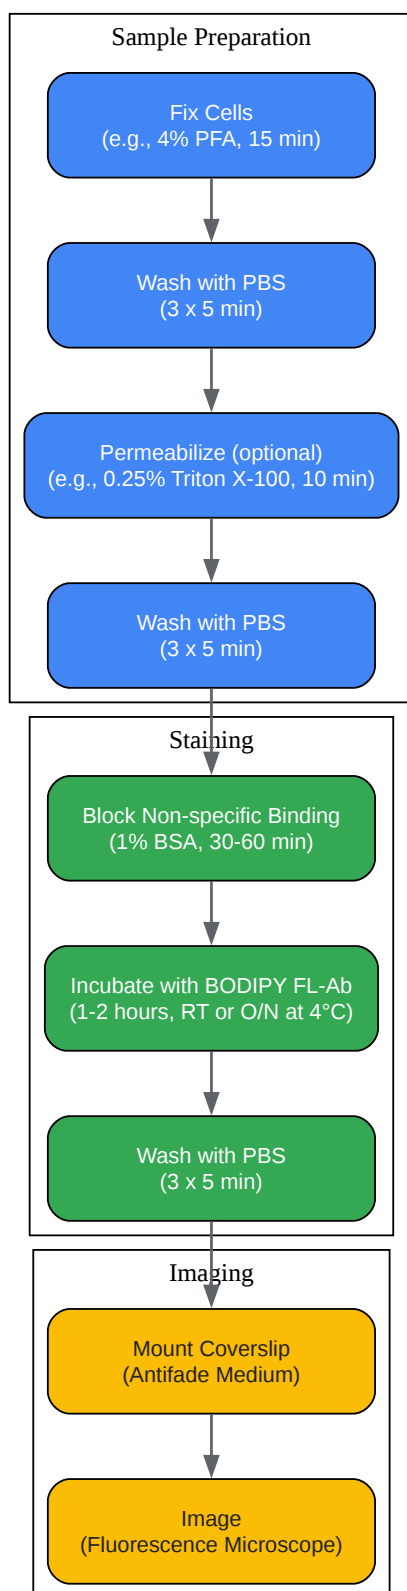 Sample Preparation
Fix Cells
(e.g., 4% PFA, 15 min)
Wash with PBS
(3 x 5 min)
Permeabilize (optional)
(e.g., 0.25% Triton X-100, 10 min)
Wash with PBS
(3 x 5 min)
Staining
Block Non-specific Binding
(1% BSA, 30-60 min)
Incubate with BODIPY FL-Ab
(1-2 hours, RT or O/N at 4°C)
Wash with PBS
(3 x 5 min)
Imaging
Mount Coverslip
(Antifade Medium)
Image
(Fluorescence Microscope)